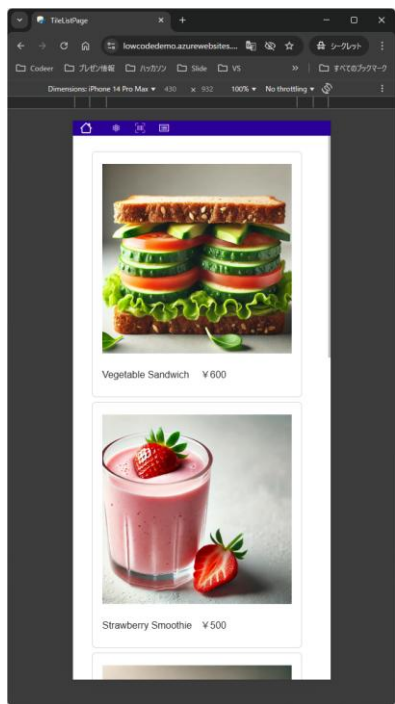 TileListPage
lowcodedemo.azurewebsites....
シークレット
Codeer
プレゼン情報
ハッカソン
Slide
VS
»
すべてのブックマーク
Dimensions: iPhone 14 Pro Max ▼ 430 × 932 100% ▼ No throttling ▼
Vegetable Sandwich ￥600
Strawberry Smoothie ￥500